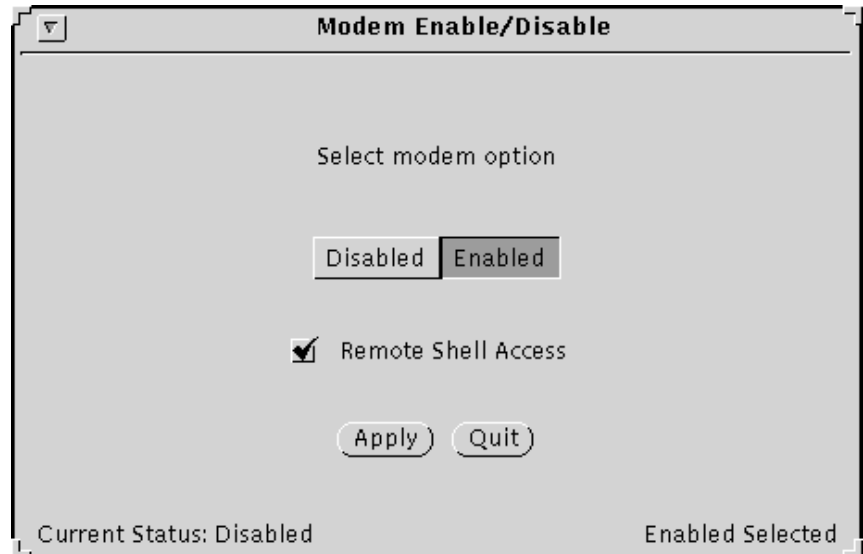 Modem Enable/Disable
Select modem option
Disabled Enabled
Remote Shell Access
Apply Quit
Current Status: Disabled Enabled Selected